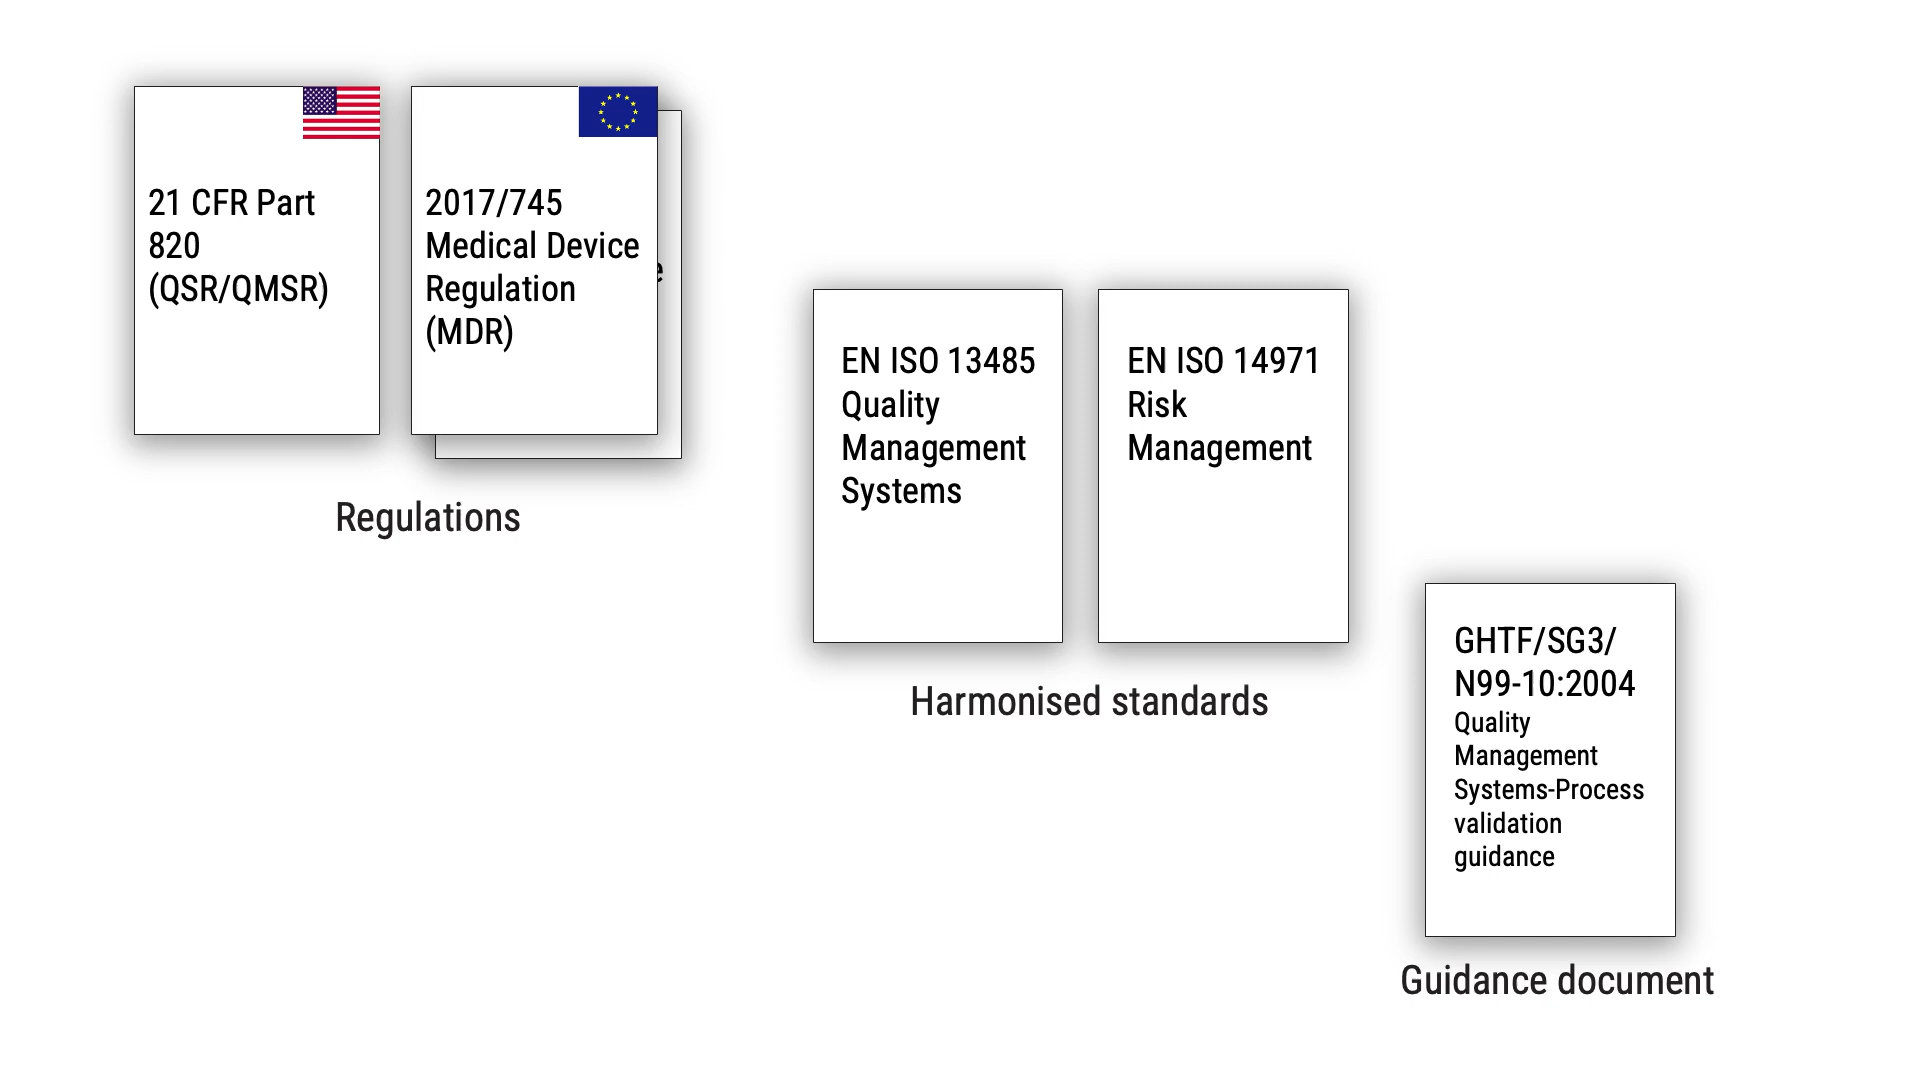 21 CFR Part
820
(QSR/QMSR)
2017/745
Medical Device
Regulation
(MDR)
Regulations
EN ISO 13485
Quality
Management
Systems
EN ISO 14971
Risk
Management
Harmonised standards
GHTF/SG3/
N99-10:2004
Quality
Management
Systems-Process
validation
guidance
Guidance document